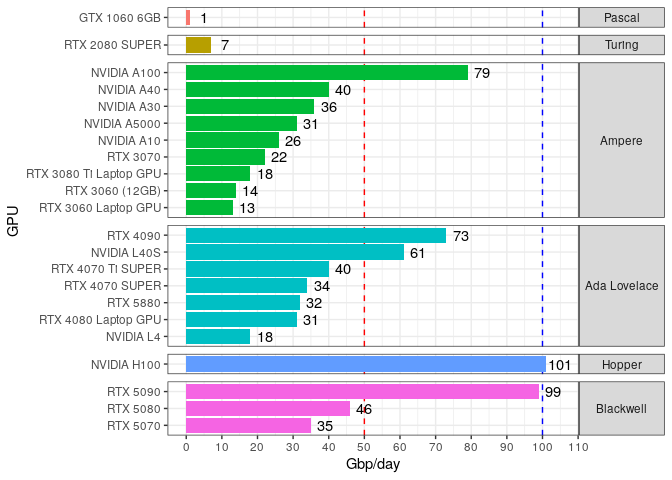 GTX 1060 6GB 1 Pascal
RTX 2080 SUPER 7 Turing
NVIDIA A100 79
NVIDIA A40 40
NVIDIA A30 36
NVIDIA A5000 31
NVIDIA A10 26 Ampere
RTX 3070 22
RTX 3080 Ti Laptop GPU 18
RTX 3060 (12GB) 14
RTX 3060 Laptop GPU 13
GPU
RTX 4090 73
NVIDIA L40S 61
RTX 4070 Ti SUPER 40
RTX 4070 SUPER 34 Ada Lovelace
RTX 5880 32
RTX 4080 Laptop GPU 31
NVIDIA L4 18
NVIDIA H100 101 Hopper
RTX 5090 99
RTX 5080 46 Blackwell
RTX 5070 35
0 10 20 30 40 50 60 70 80 90 100 110
Gbp/day